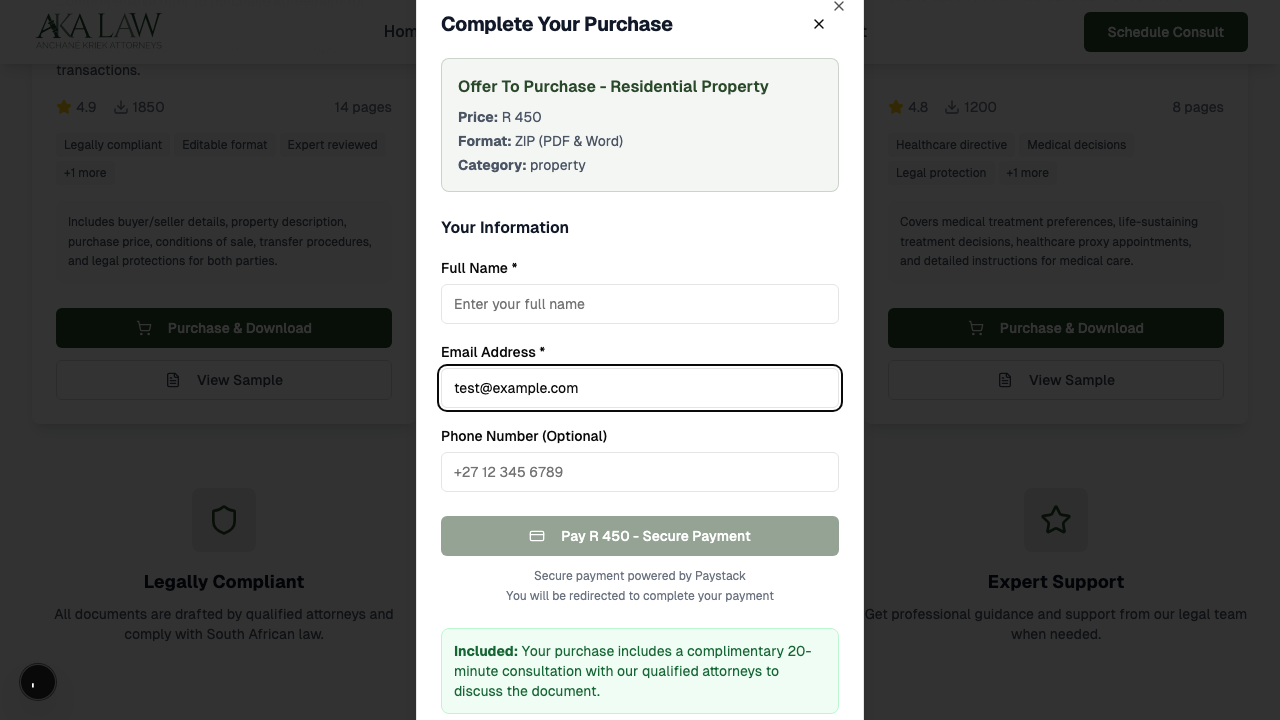 AKA LAW
ANCHANE KRIEK ATTORNEYS
Schedule Consult
transactions.
4.9
1850
14 pages
Legally compliant
Editable format
Expert reviewed
+1 more
Includes buyer/seller details, property description,
purchase price, conditions of sale, transfer procedures,
and legal protections for both parties.
Purchase & Download
View Sample
Legally Compliant
All documents are drafted by qualified attorneys and
comply with South African law.
Complete Your Purchase
Offer To Purchase - Residential Property
Price: R 450
Format: ZIP (PDF & Word)
Category: property
Your Information
Full Name *
Enter your full name
Email Address *
test@example.com
Phone Number (Optional)
+27 12 345 6789
Pay R 450 - Secure Payment
Secure payment powered by Paystack
You will be redirected to complete your payment
Included: Your purchase includes a complimentary 20-
minute consultation with our qualified attorneys to
discuss the document.
4.8
1200
8 pages
Healthcare directive
Medical decisions
Legal protection
+1 more
Covers medical treatment preferences, life-sustaining
treatment decisions, healthcare proxy appointments,
and detailed instructions for medical care.
Purchase & Download
View Sample
Expert Support
Get professional guidance and support from our legal team
when needed.